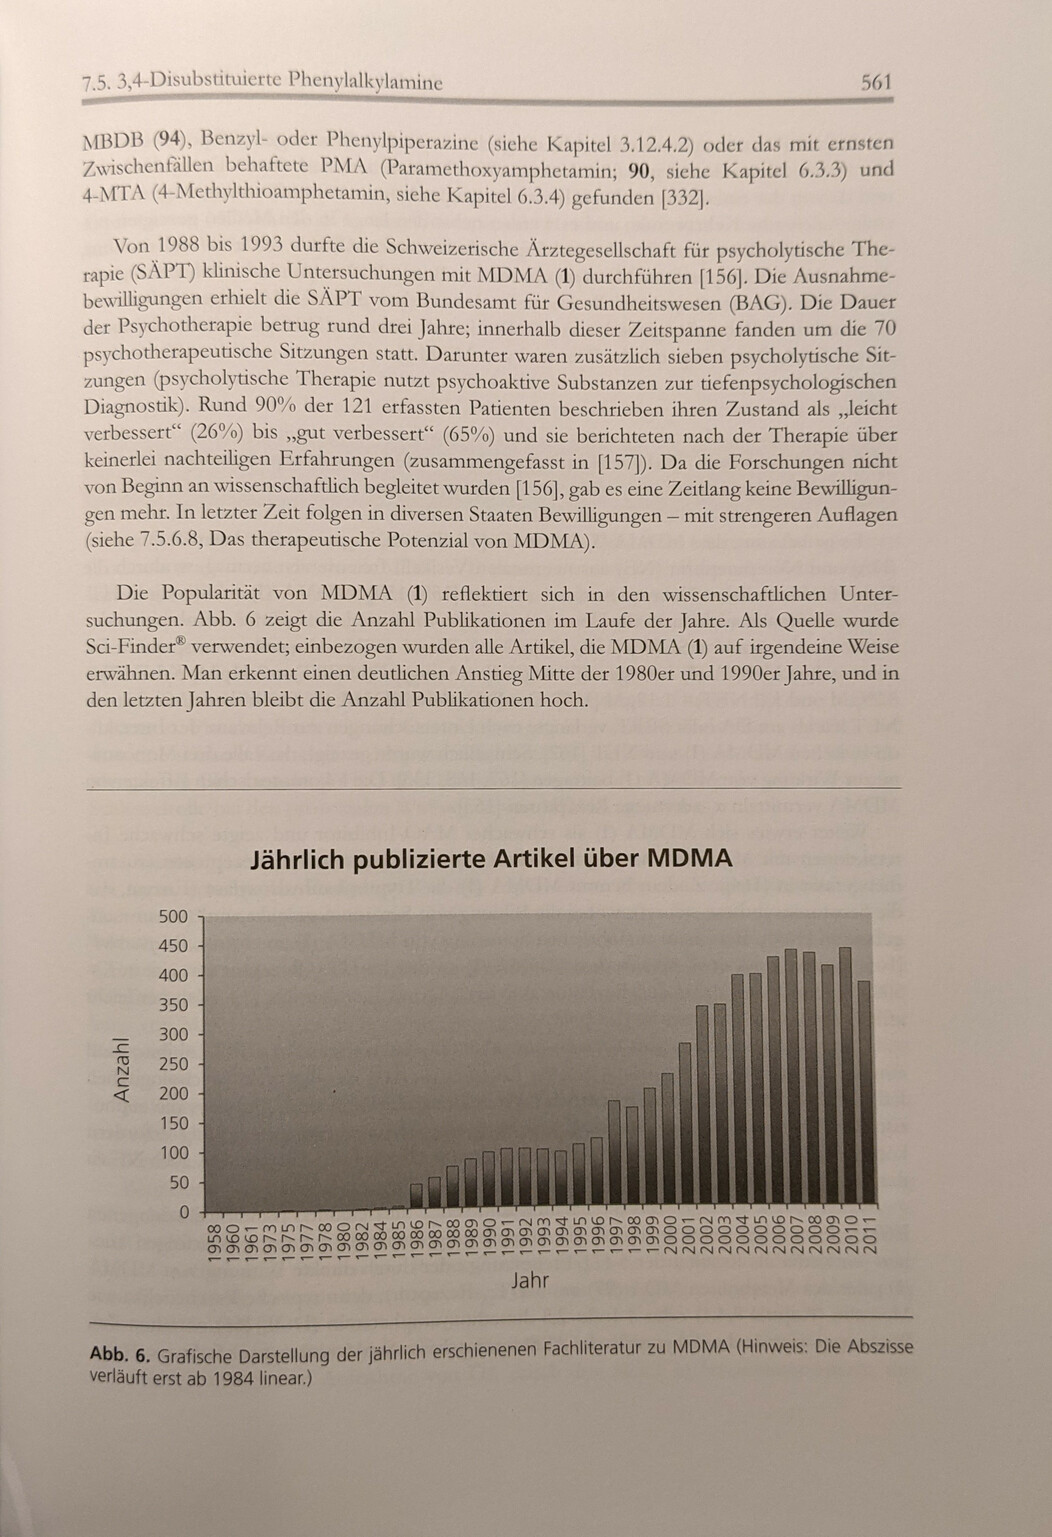 7.5. 3,4-Disubstituierte Phenylalkylamine 561
MBDB (94), Benzyl- oder Phenylpiperazine (siehe Kapitel 3.12.4.2) oder das mit ernsten
Zwischenfällen behaftete PMA (Paramethoxyamphetamin; 90, siehe Kapitel 6.3.3) und
4-MTA (4-Methylthioamphetamin, siehe Kapitel 6.3.4) gefunden [332].
Von 1988 bis 1993 durfte die Schweizerische Ärztegesellschaft für psycholytische The-
rapie (SÄPT) klinische Untersuchungen mit MDMA (1) durchführen [156]. Die Ausnahme-
bewilligungen erhielt die SÄPT vom Bundesamt für Gesundheitswesen (BAG). Die Dauer
der Psychotherapie betrug rund drei Jahre; innerhalb dieser Zeitspanne fanden um die 70
psychotherapeutische Sitzungen statt. Darunter waren zusätzlich sieben psycholytische Sit-
zungen (psycholytische Therapie nutzt psychoaktive Substanzen zur tiefenpsychologischen
Diagnostik). Rund 90% der 121 erfassten Patienten beschrieben ihren Zustand als „leicht
verbessert“ (26%) bis „gut verbessert“ (65%) und sie berichteten nach der Therapie über
keinerlei nachteiligen Erfahrungen (zusammengefasst in [157]). Da die Forschungen nicht
von Beginn an wissenschaftlich begleitet wurden [156], gab es eine Zeitlang keine Bewilligun-
gen mehr. In letzter Zeit folgen in diversen Staaten Bewilligungen – mit strengeren Auflagen
(siehe 7.5.6.8, Das therapeutische Potenzial von MDMA).
Die Popularität von MDMA (1) reflektiert sich in den wissenschaftlichen Unter-
suchungen. Abb. 6 zeigt die Anzahl Publikationen im Laufe der Jahre. Als Quelle wurde
Sci-Finder® verwendet; einbezogen wurden alle Artikel, die MDMA (1) auf irgendeine Weise
erwähnen. Man erkennt einen deutlichen Anstieg Mitte der 1980er und 1990er Jahre, und in
den letzten Jahren bleibt die Anzahl Publikationen hoch.
Jährlich publizierte Artikel über MDMA
500
450
400
350
300
250
200
150
100
50
0
Anzahl
1958 1960 1961 1973 1975 1977 1978 1980 1982 1984 1985 1986 1987 1988 1989 1990 1991 1992 1993 1994 1995 1996 1997 1998 1999 2000 2001 2002 2003 2004 2005 2006 2007 2008 2009 2010 2011
Jahr
Abb. 6. Grafische Darstellung der jährlich erschienenen Fachliteratur zu MDMA (Hinweis: Die Abszisse
verläuft erst ab 1984 linear.)